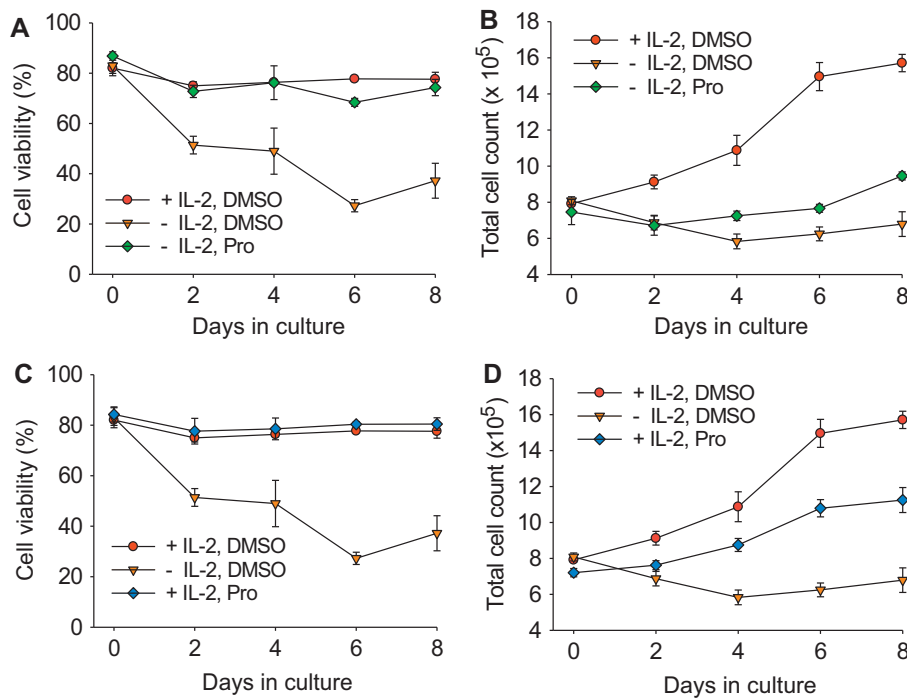 A
Cell viability (%)
100
80
60
40
20
0
+ IL-2, DMSO
- IL-2, DMSO
- IL-2, Pro
0 2 4 6 8
Days in culture
B
Total cell count (x 10⁵)
18
16
14
12
10
8
6
4
+ IL-2, DMSO
- IL-2, DMSO
- IL-2, Pro
0 2 4 6 8
Days in culture
C
Cell viability (%)
100
80
60
40
20
0
+ IL-2, DMSO
- IL-2, DMSO
+ IL-2, Pro
0 2 4 6 8
Days in culture
D
Total cell count (x10⁵)
18
16
14
12
10
8
6
4
+ IL-2, DMSO
- IL-2, DMSO
+ IL-2, Pro
0 2 4 6 8
Days in culture